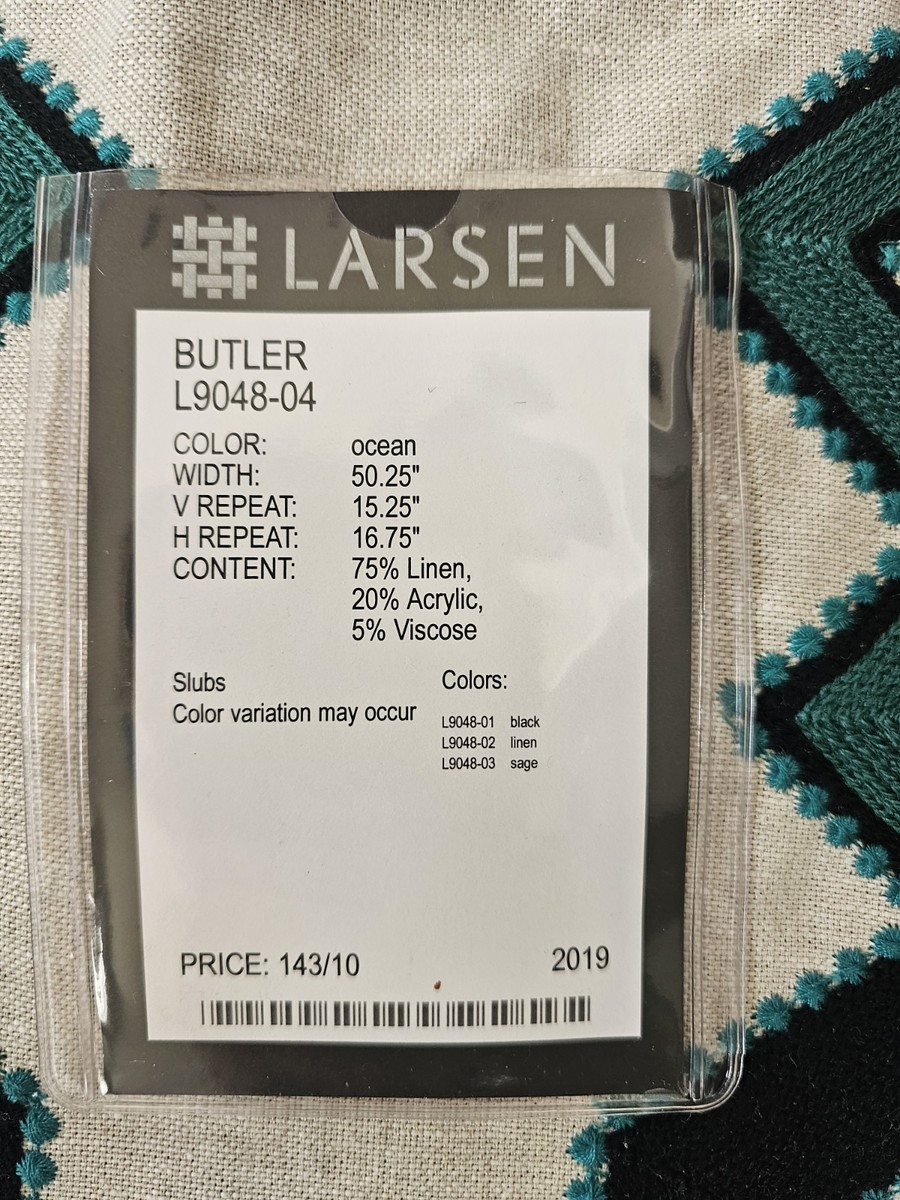 LARSEN
BUTLER
L9048-04
COLOR: ocean
WIDTH: 50.25"
V REPEAT: 15.25"
H REPEAT: 16.75"
CONTENT: 75% Linen,
20% Acrylic,
5% Viscose
Slubs
Color variation may occur
Colors:
L9048-01 black
L9048-02 linen
L9048-03 sage
PRICE: 143/10 2019